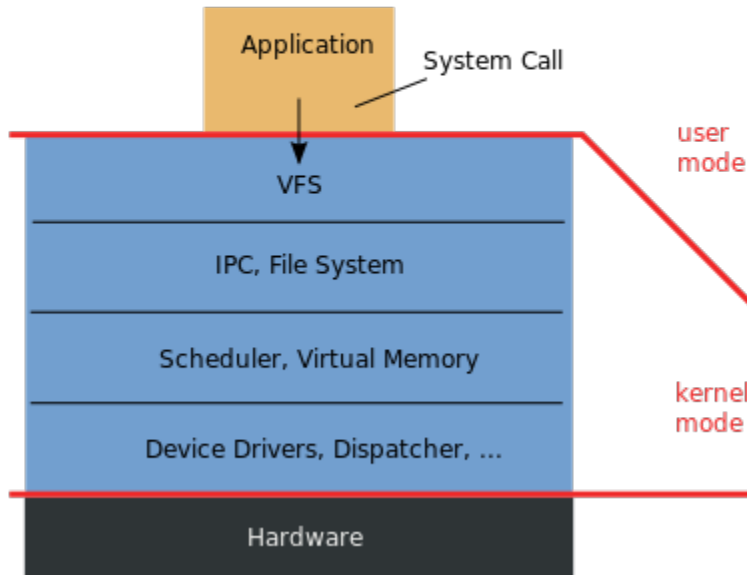 Application
System Call
user
mode
VFS
IPC, File System
Scheduler, Virtual Memory
kernel
mode
Device Drivers, Dispatcher, ...
Hardware